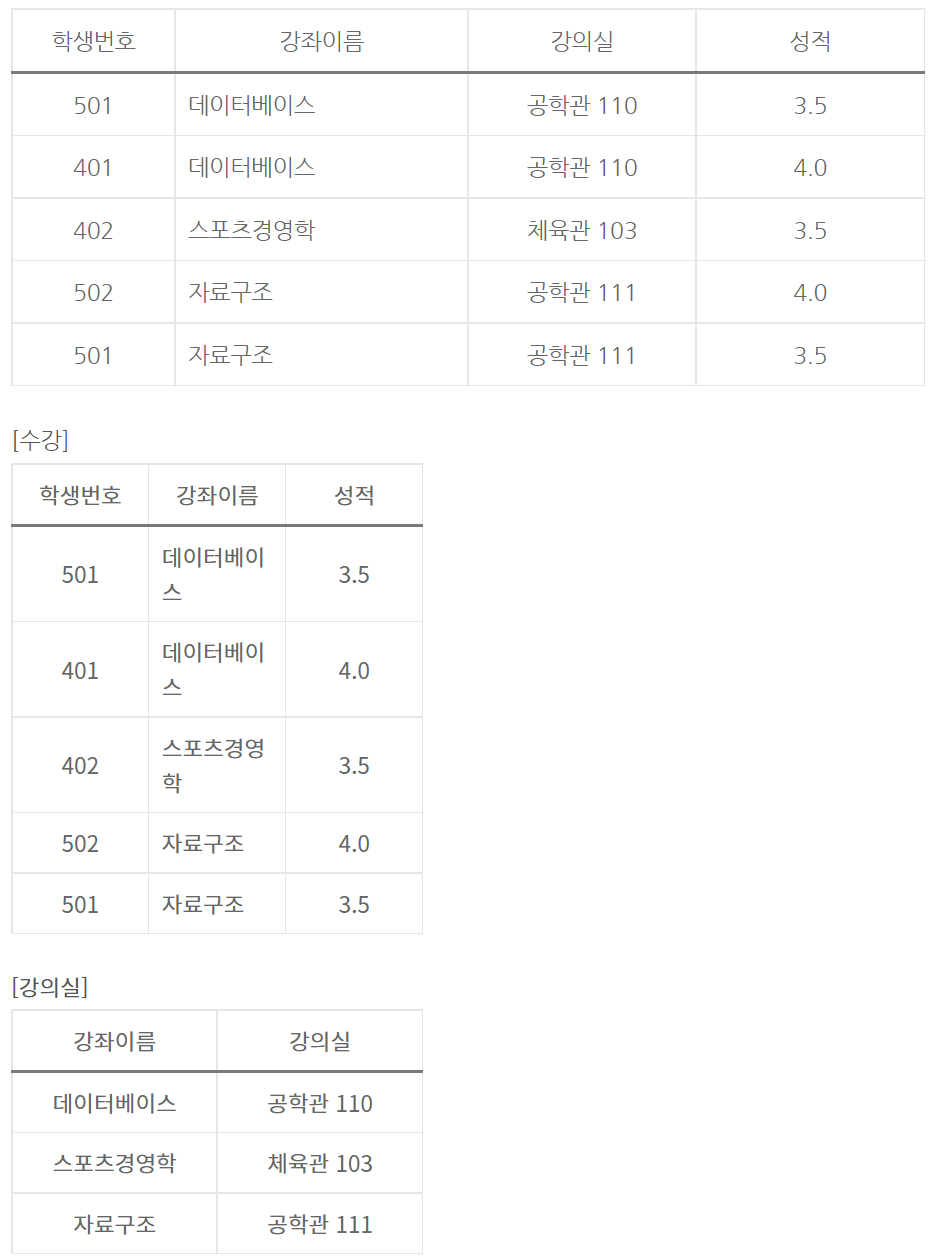 학생번호 강좌이름 강의실 성적
501 데이터베이스 공학관 110 3.5
401 데이터베이스 공학관 110 4.0
402 스포츠경영학 체육관 103 3.5
502 자료구조 공학관 111 4.0
501 자료구조 공학관 111 3.5
[수강]
학생번호 강좌이름 성적
501 데이터베이
스 3.5
401 데이터베이
스 4.0
402 스포츠경영
학 3.5
502 자료구조 4.0
501 자료구조 3.5
[강의실]
강좌이름 강의실
데이터베이스 공학관 110
스포츠경영학 체육관 103
자료구조 공학관 111